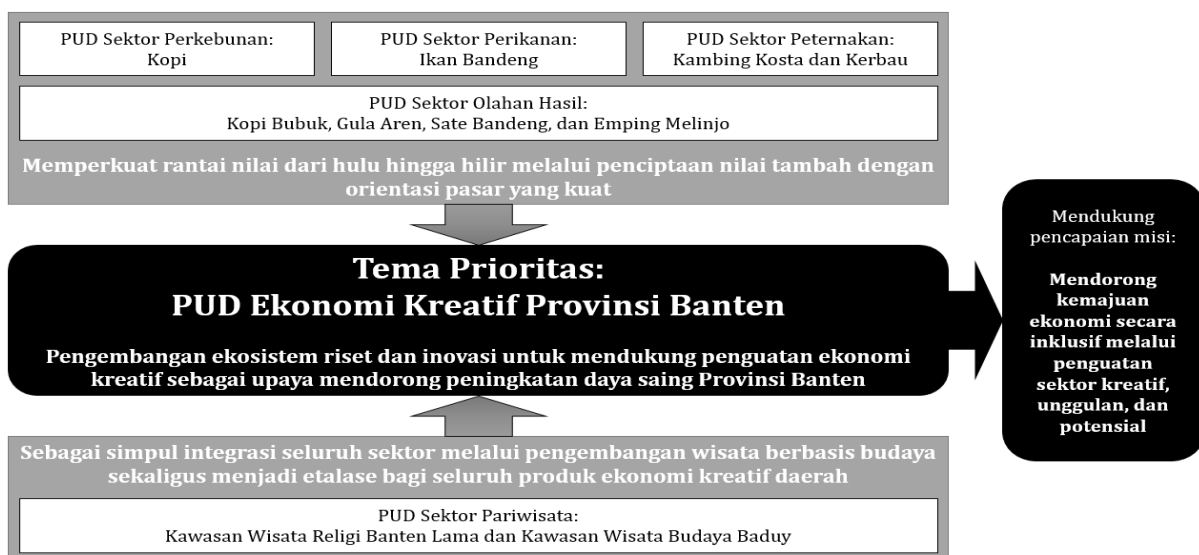 PUD Sektor Perkebunan:
Kopi
PUD Sektor Perikanan:
Ikan Bandeng
PUD Sektor Peternakan:
Kambing Kosta dan Kerbau
PUD Sektor Olahan Hasil:
Kopi Bubuk, Gula Aren, Sate Bandeng, dan Emping Melinjo
Memperkuat rantai nilai dari hulu hingga hilir melalui penciptaan nilai tambah dengan
orientasi pasar yang kuat
Tema Prioritas:
PUD Ekonomi Kreatif Provinsi Banten
Pengembangan ekosistem riset dan inovasi untuk mendukung penguatan ekonomi
kreatif sebagai upaya mendorong peningkatan daya saing Provinsi Banten
Sebagai simpul integrasi seluruh sektor melalui pengembangan wisata berbasis budaya
sekaligus menjadi etalase bagi seluruh produk ekonomi kreatif daerah
PUD Sektor Pariwisata:
Kawasan Wisata Religi Banten Lama dan Kawasan Wisata Budaya Baduy
Mendukung
pencapaian misi:
Mendorong
kemajuan
ekonomi secara
inklusif melalui
penguatan
sektor kreatif,
unggulan, dan
potensial